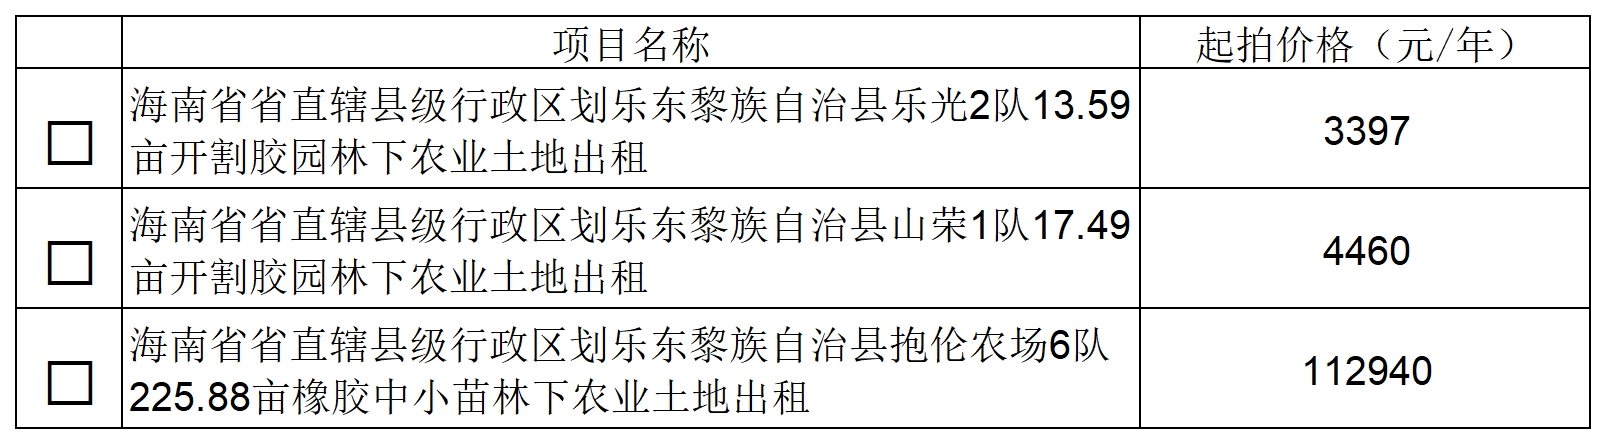 项目名称
起拍价格（元/年）
海南省省直辖县级行政区划乐东黎族自治县乐光2队13.59
亩开割胶园林下农业土地出租
3397
海南省省直辖县级行政区划乐东黎族自治县山荣1队17.49
亩开割胶园林下农业土地出租
4460
海南省省直辖县级行政区划乐东黎族自治县抱伦农场6队
225.88亩橡胶中小苗林下农业土地出租
112940